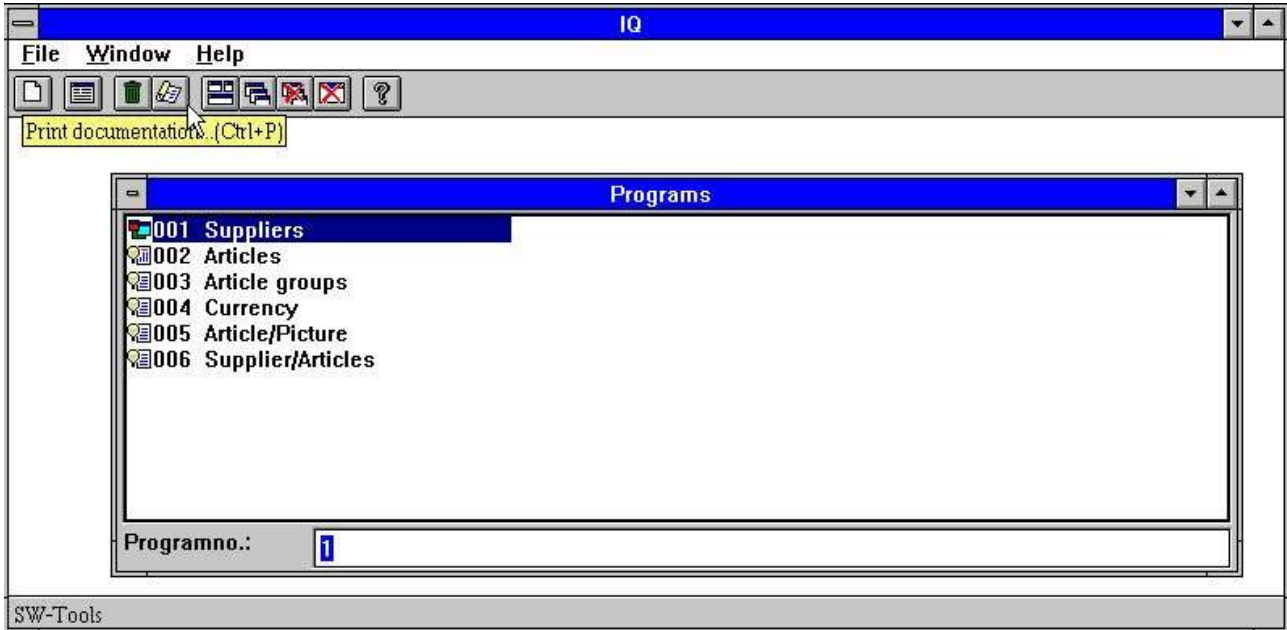 IQ
File Window Help
Print documentation..(Ctrl+P)
Programs
001 Suppliers
002 Articles
003 Article groups
004 Currency
005 Article/Picture
006 Supplier/Articles
Programno.: 1
SW-Tools